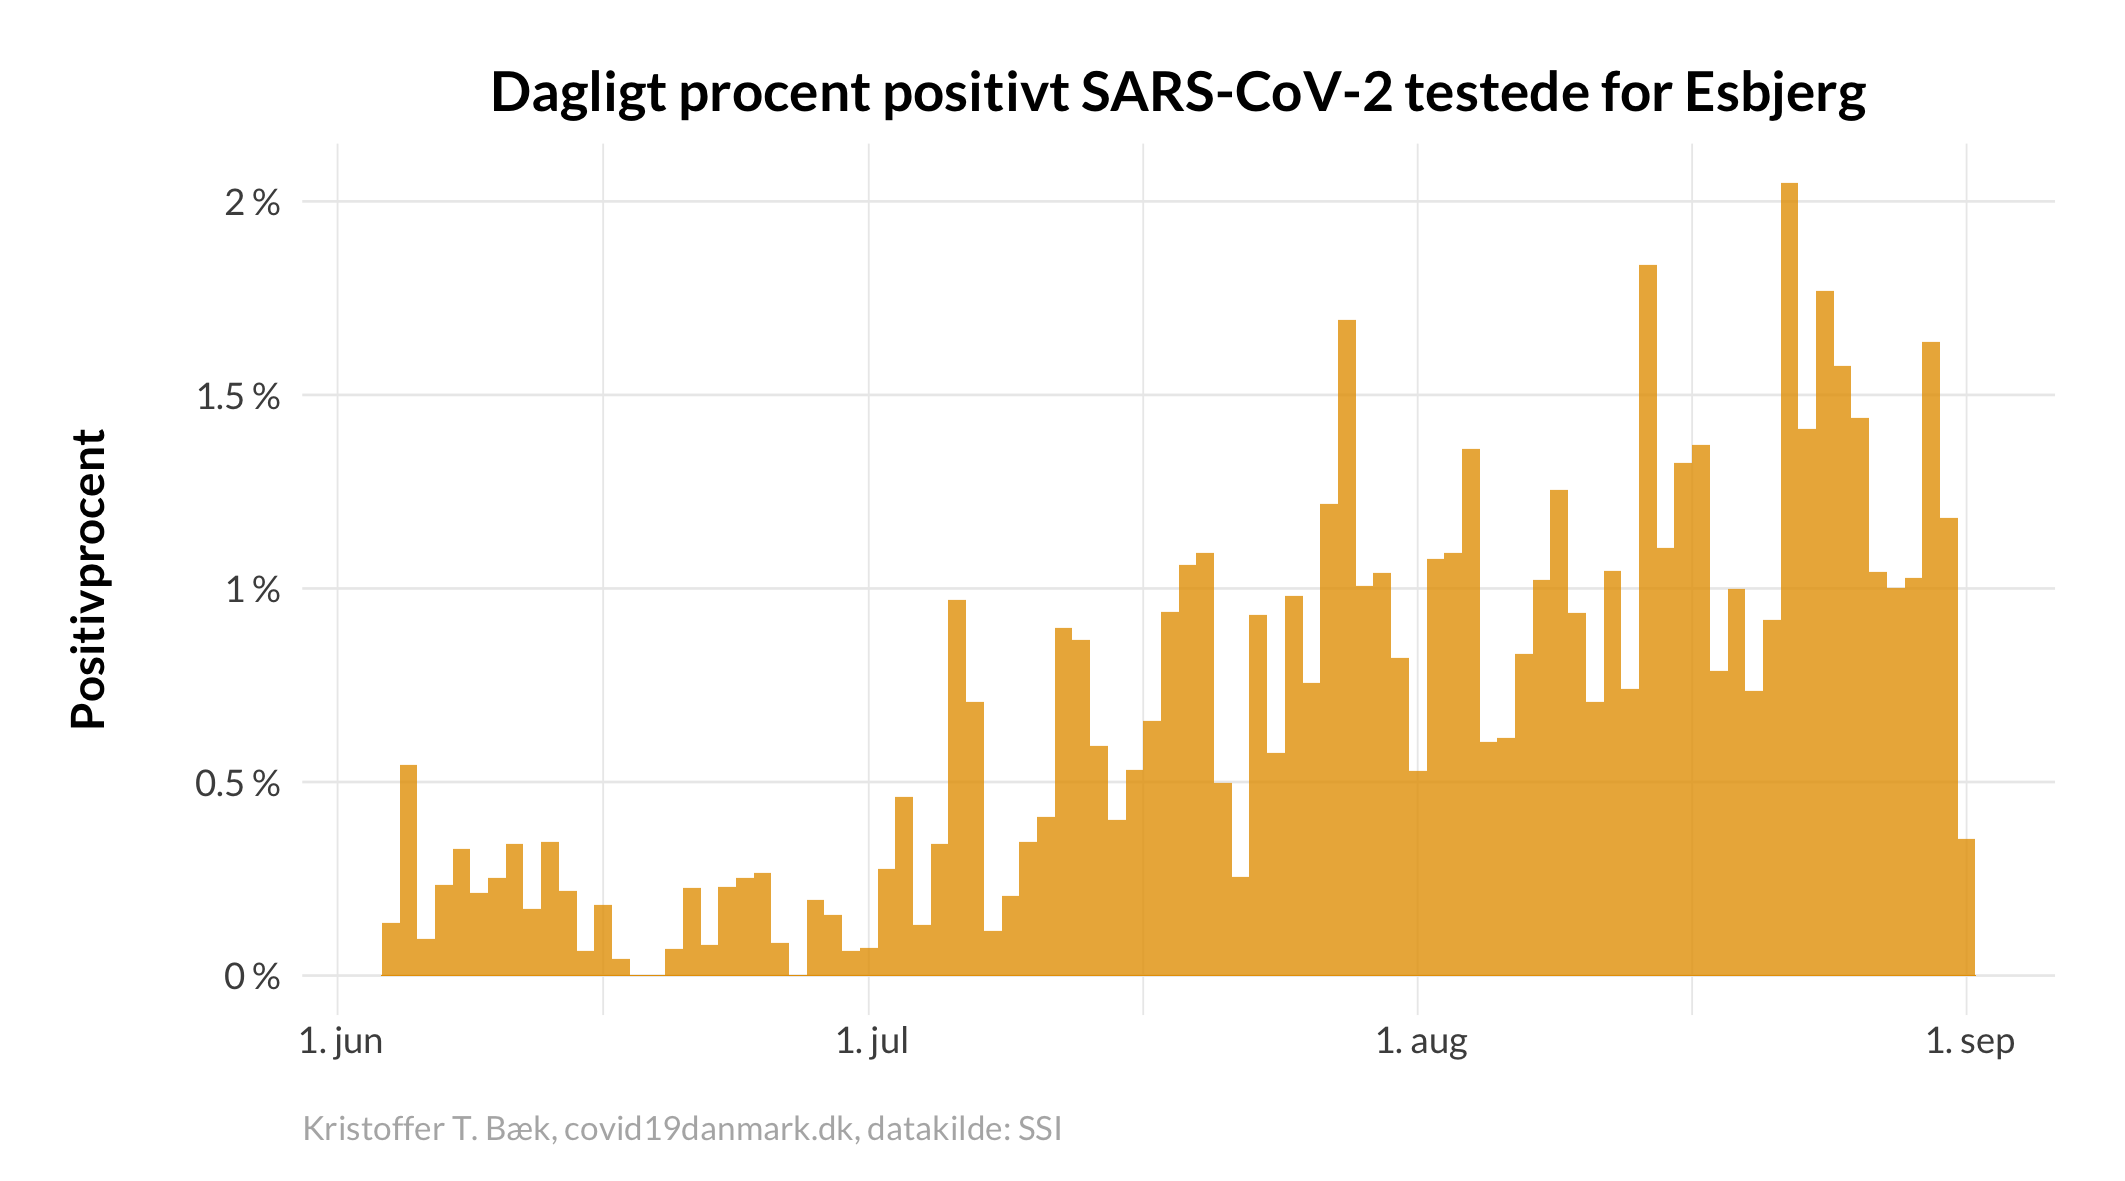 Dagligt procent positivt SARS-CoV-2 testede for Esbjerg
Positivprocent
2 %
1.5 %
1 %
0.5 %
0 %
1. jun
1. jul
1. aug
1. sep
Kristoffer T. Bæk, covid19danmark.dk, datakilde: SSI